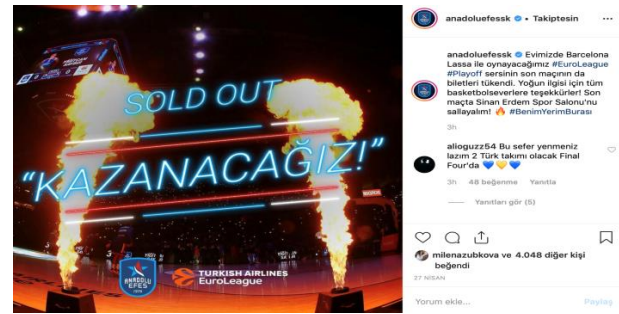 SOLD OUT
“KAZANACAĞIZ!”
ANADOLU
EFES
TURKISH AIRLINES
EuroLeague
anadoluefessk • Takiptesin
anadoluefessk Evimizde Barcelona
Lassa ile oynayacağımız #EuroLeague
#Playoff sersinin son maçının da
biletleri tükendi. Yoğun ilgisi için tüm
basketbolseverlere teşekkürler! Son
maçta Sinan Erdem Spor Salonu'nu
sallayalım! 🔥 #BenimYerimBurası
3h
alioguzz54 Bu sefer yenmeniz
lazım 2 Türk takımı olacak Final
Four'da 💙💛💙
3h 48 beğenme Yanıtla
Yanıtları gör (5)
milenazubkova ve 4.048 diğer kişi
beğendi
27 NİSAN
Yorum ekle...
Paylaş